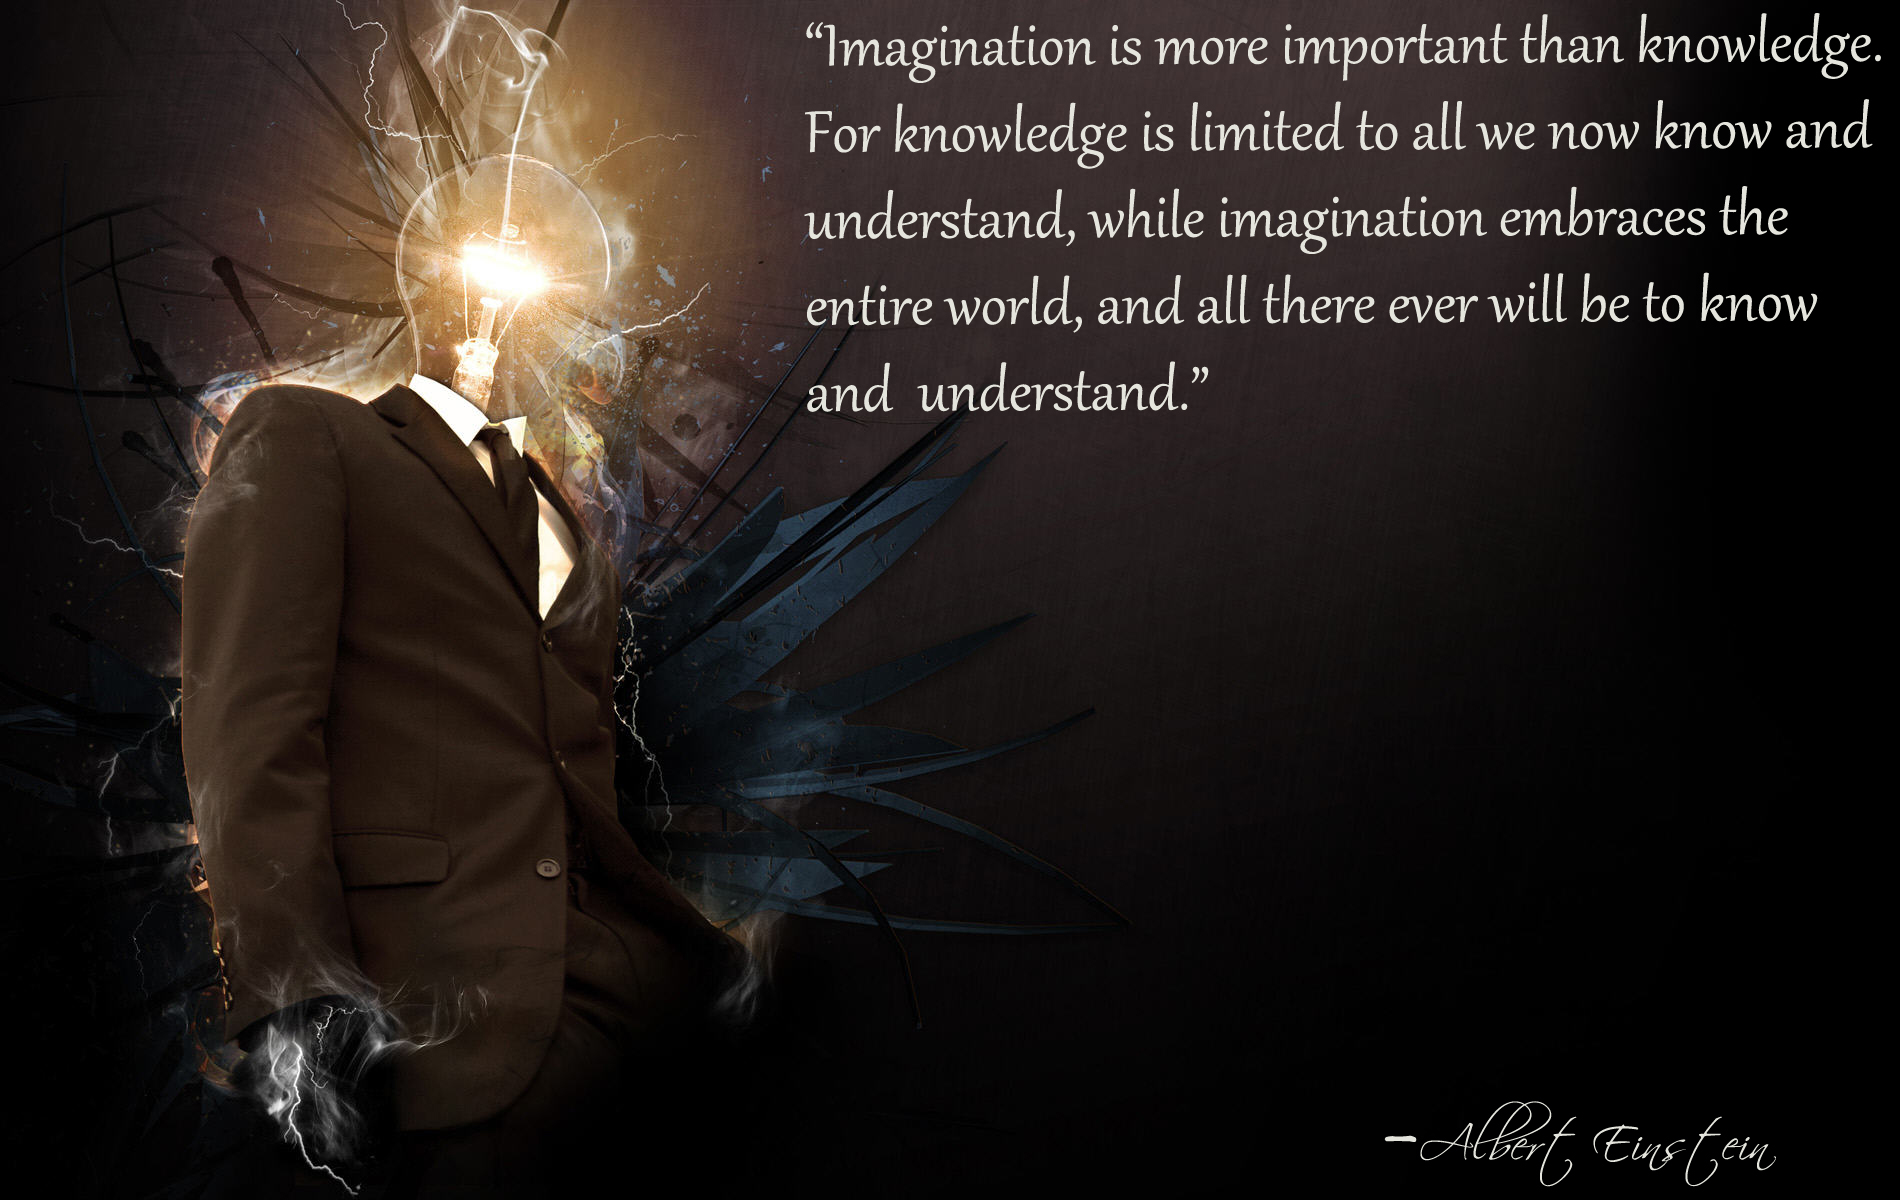 “Imagination is more important than knowledge.
For knowledge is limited to all we now know and
understand, while imagination embraces the
entire world, and all there ever will be to know
and  understand.”
–Albert Einstein